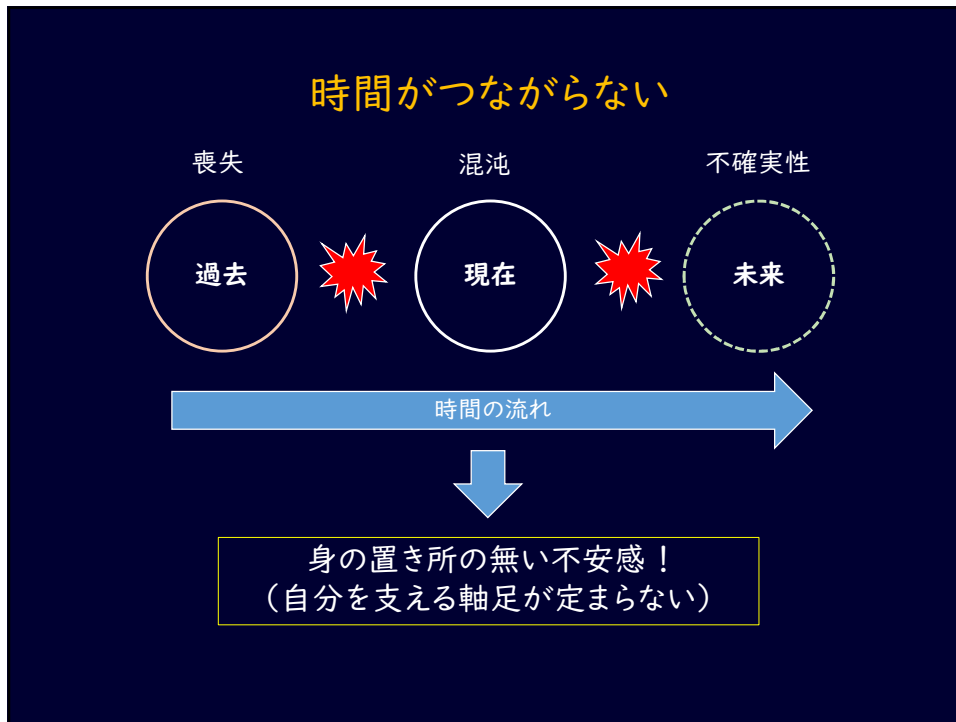 時間がつながらない
喪失
混沌
不確実性
過去
現在
未来
時間の流れ
身の置き所の無い不安感！
（自分を支える軸足が定まらない）